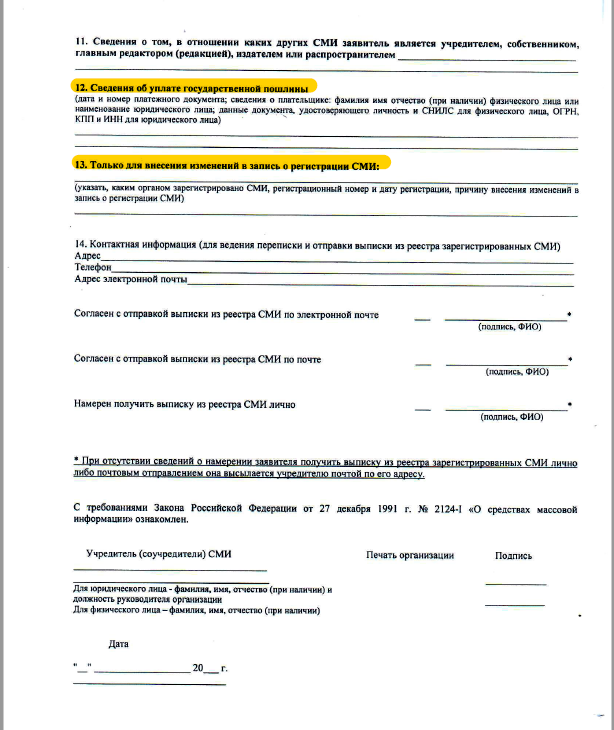 11. Сведения о том, в отношении каких других СМИ заявитель является учредителем, собственником,
главным редактором (редакцией), издателем или распространителем
12. Сведения об уплате государственной пошлины
(дата и номер платежного документа; сведения о плательщике: фамилия имя отчество (при наличии) физического лица или
наименование юридического лица; данные документа, удостоверяющего личность и СНИЛС для физического лица, ОГРН,
КПП и ИНН для юридического лица)
13. Только для внесения изменений в запись о регистрации СМИ:
(указать, каким органом зарегистрировано СМИ, регистрационный номер и дату регистрации, причину внесения изменений в
запись о регистрации СМИ)
14. Контактная информация (для ведения переписки и отправки выписки из реестра зарегистрированных СМИ)
Адрес
Телефон
Адрес электронной почты
Согласен с отправкой выписки из реестра СМИ по электронной почте *
(подпись, ФИО)
Согласен с отправкой выписки из реестра СМИ по почте *
(подпись, ФИО)
Намерен получить выписку из реестра СМИ лично *
(подпись, ФИО)
* При отсутствии сведений о намерении заявителя получить выписку из реестра зарегистрированных СМИ лично
либо почтовым отправлением она высылается учредителю почтой по его адресу.
С требованиями Закона Российской Федерации от 27 декабря 1991 г. № 2124-I «О средствах массовой
информации» ознакомлен.
Учредитель (соучредители) СМИ Печать организации Подпись
Для юридического лица - фамилия, имя, отчество (при наличии) и
должность руководителя организации
Для физического лица – фамилия, имя, отчество (при наличии)
Дата
"__" ____________________ 20___ г.